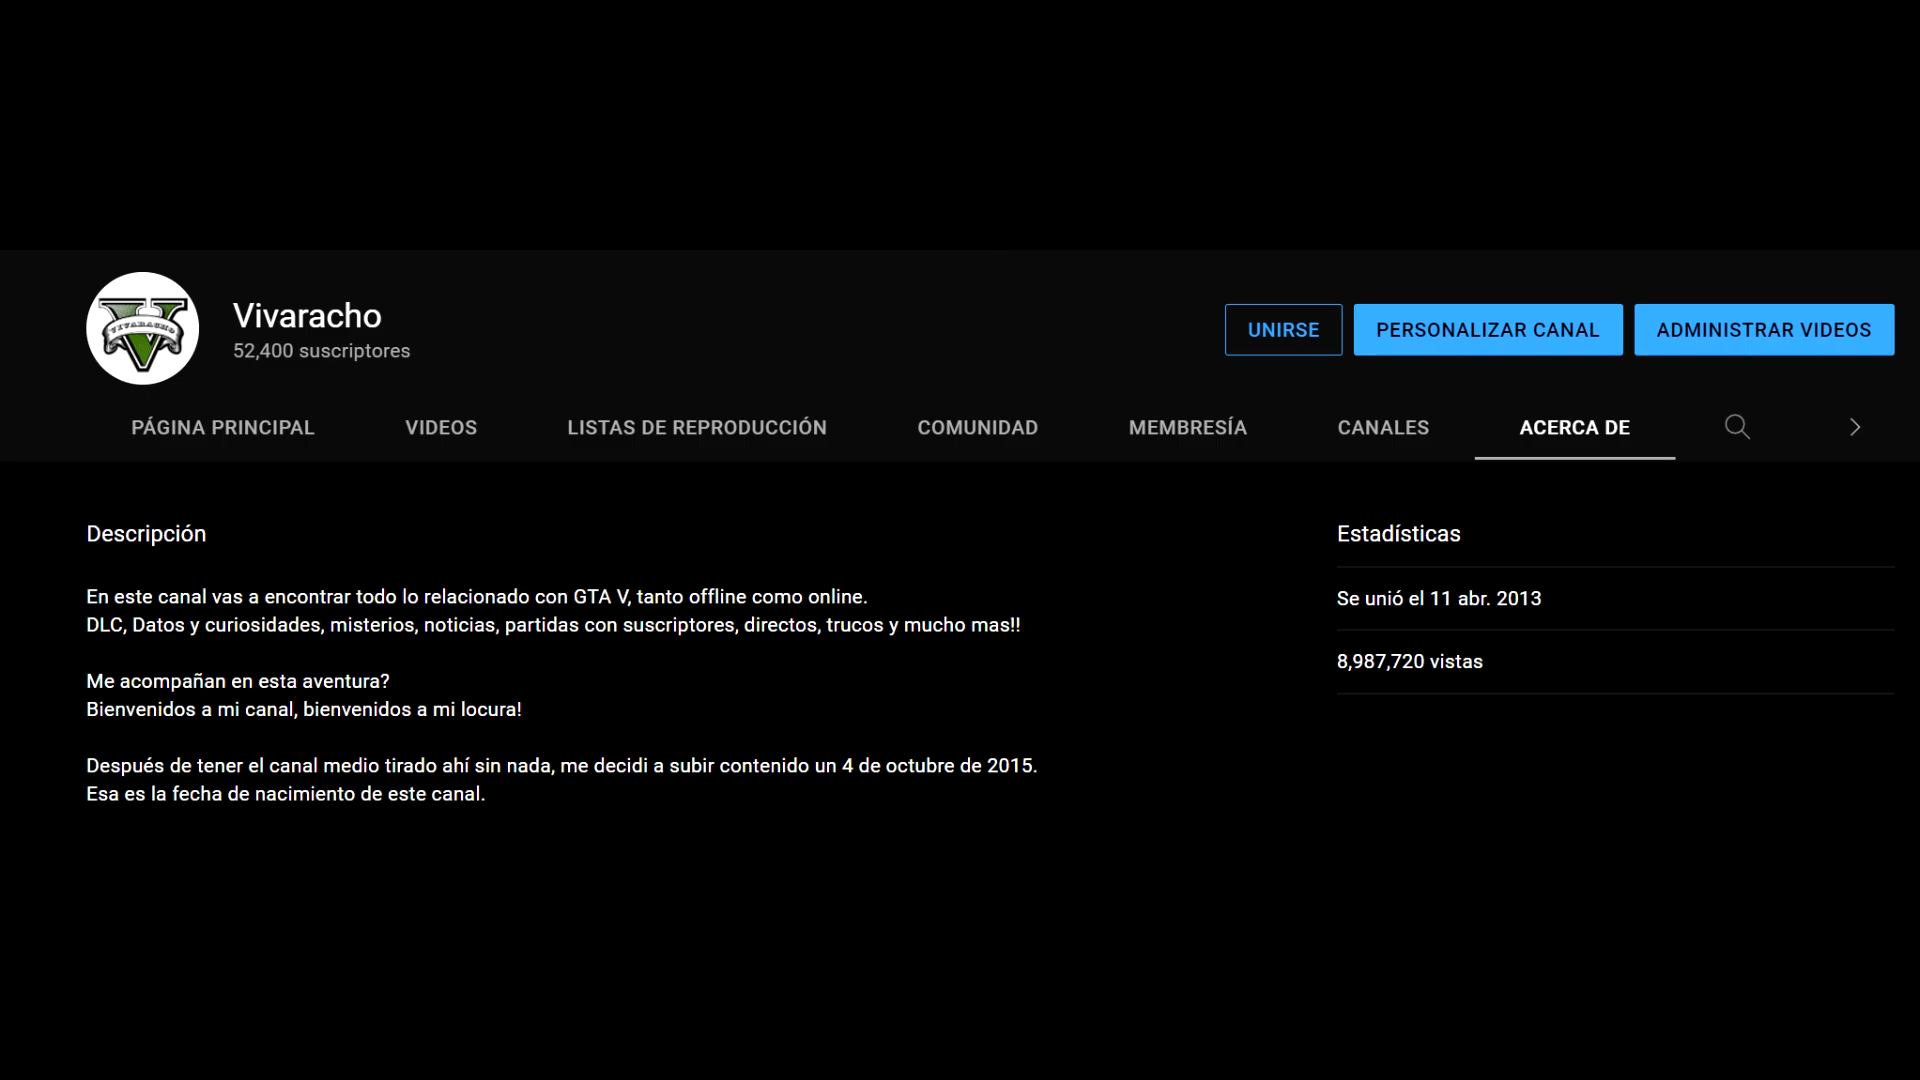 VIVARACHO
Vivaracho
52,400 suscriptores
UNIRSE
PERSONALIZAR CANAL
ADMINISTRAR VIDEOS
PÁGINA PRINCIPAL
VIDEOS
LISTAS DE REPRODUCCIÓN
COMUNIDAD
MEMBRESÍA
CANALES
ACERCA DE
Descripción
En este canal vas a encontrar todo lo relacionado con GTA V, tanto offline como online.
DLC, Datos y curiosidades, misterios, noticias, partidas con suscriptores, directos, trucos y mucho mas!!
Me acompañan en esta aventura?
Bienvenidos a mi canal, bienvenidos a mi locura!
Después de tener el canal medio tirado ahí sin nada, me decidi a subir contenido un 4 de octubre de 2015.
Esa es la fecha de nacimiento de este canal.
Estadísticas
Se unió el 11 abr. 2013
8,987,720 vistas